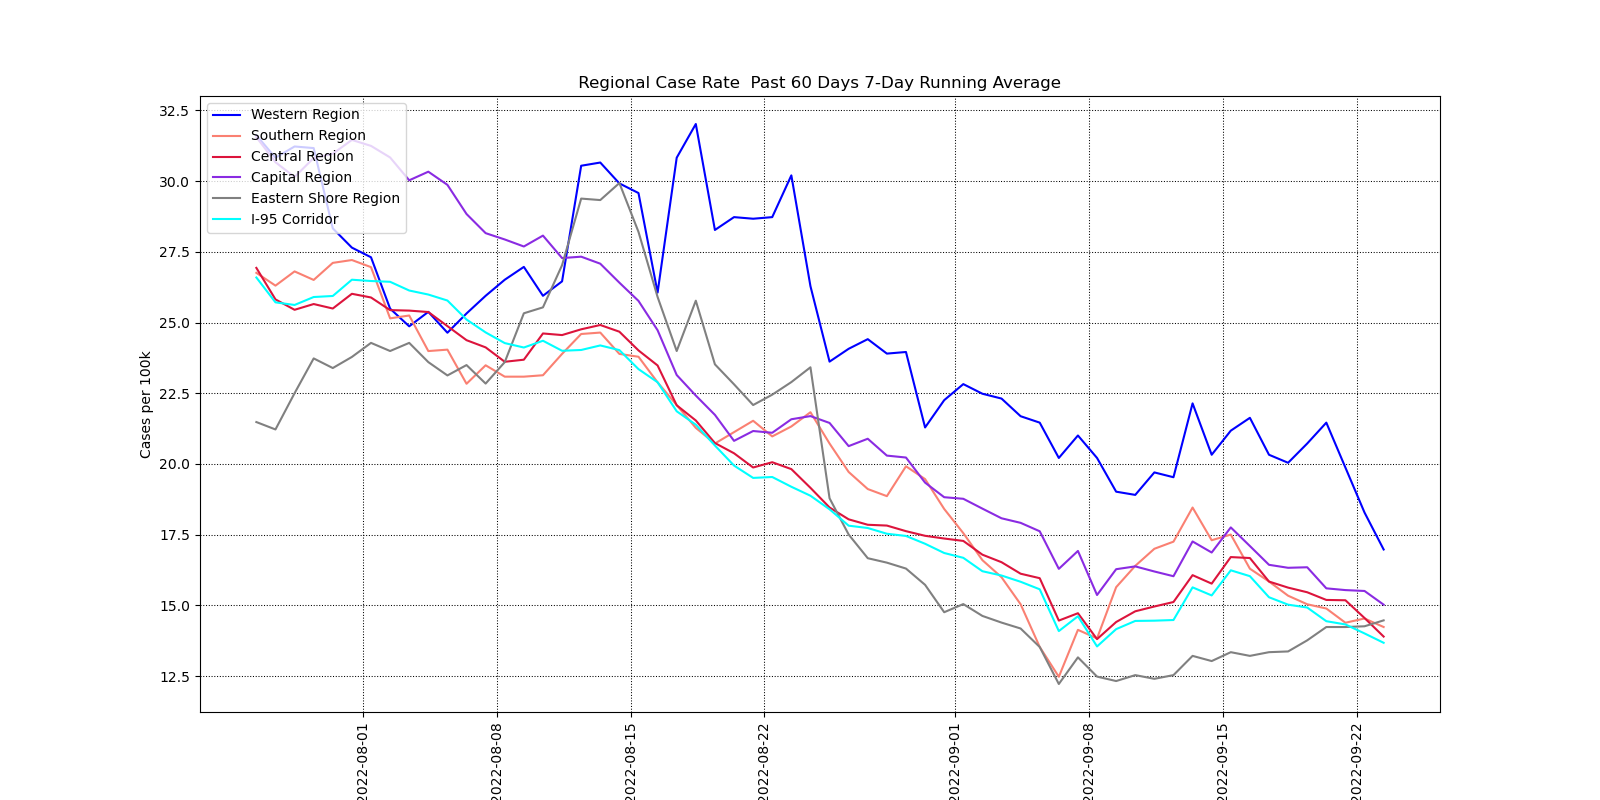 Regional Case Rate  Past 60 Days 7-Day Running Average
32.5
30.0
27.5
25.0
22.5
20.0
17.5
15.0
12.5
Cases per 100k
Western Region
Southern Region
Central Region
Capital Region
Eastern Shore Region
I-95 Corridor
2022-08-01
2022-08-08
2022-08-15
2022-08-22
2022-09-01
2022-09-08
2022-09-15
2022-09-22